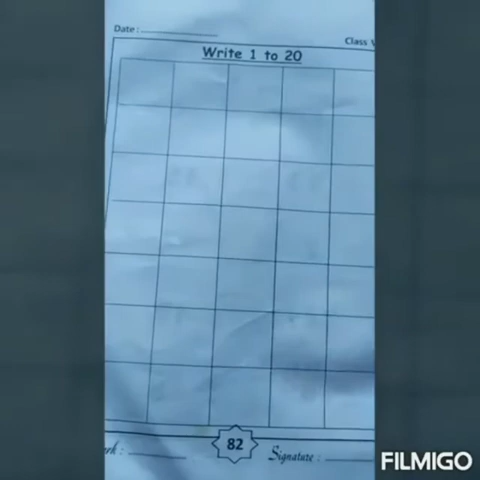 Date :
Class
Write 1 to 20
82
Signature :
FILMIGO